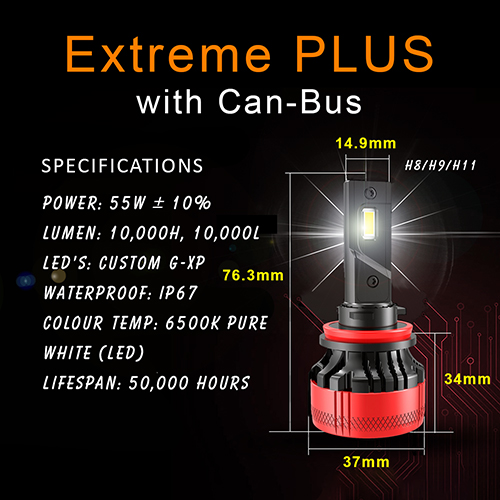 Extreme PLUS
with Can-Bus
14.9mm
SPECIFICATIONS
H8/H9/H11
POWER: 55W ± 10%
LUMEN: 10,000H, 10,000L
LED'S: CUSTOM G-XP
76.3mm
WATERPROOF: IP67
COLOUR TEMP: 6500K PURE
WHITE (LED)
LIFESPAN: 50,000 HOURS
34mm
37mm